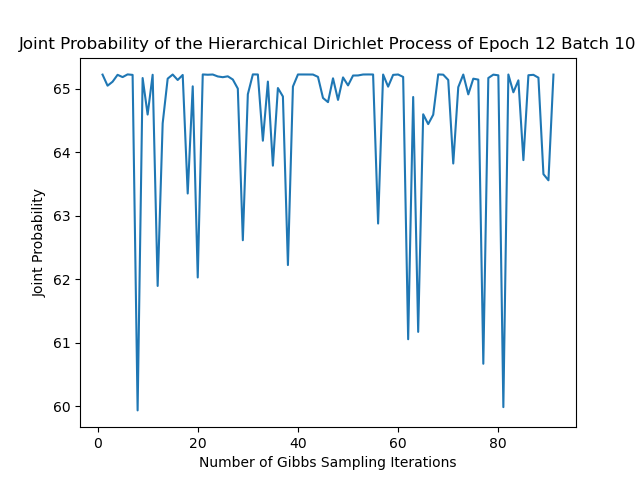 Joint Probability of the Hierarchical Dirichlet Process of Epoch 12 Batch 10
Joint Probability
65
64
63
62
61
60
0 20 40 60 80
Number of Gibbs Sampling Iterations